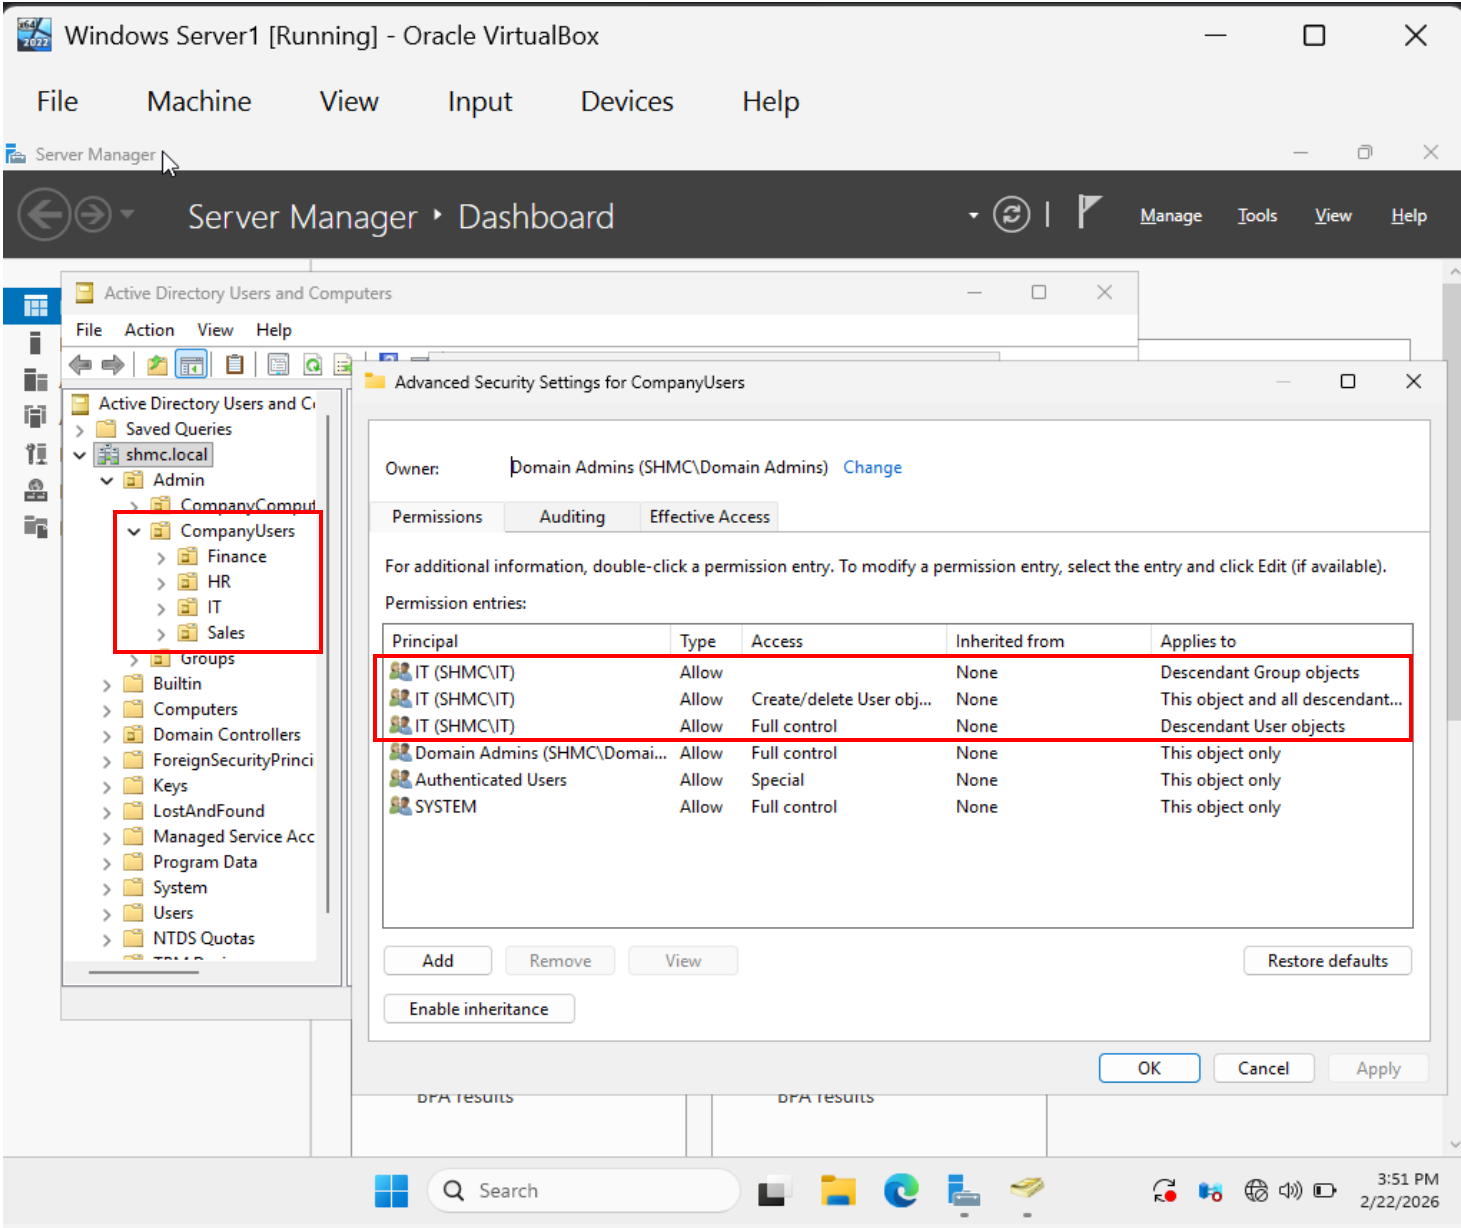 x64
2022
Windows Server1 [Running] - Oracle VirtualBox
File Machine View Input Devices Help
Server Manager
Server Manager Dashboard
Manage Tools View Help
Active Directory Users and Computers
File Action View Help
Advanced Security Settings for CompanyUsers
Active Directory Users and Co
Saved Queries
shmc.local
Admin
CompanyComput
CompanyUsers
Finance
HR
IT
Sales
Groups
Builtin
Computers
Domain Controllers
ForeignSecurityPrinci
Keys
LostAndFound
Managed Service Acc
Program Data
System
Users
NTDS Quotas
Owner: Domain Admins (SHMC\Domain Admins) Change
Permissions Auditing Effective Access
For additional information, double-click a permission entry. To modify a permission entry, select the entry and click Edit (if available).
Permission entries:
Principal Type Access Inherited from Applies to
IT (SHMC\IT) Allow None Descendant Group objects
IT (SHMC\IT) Allow Create/delete User obj... None This object and all descendant...
IT (SHMC\IT) Allow Full control None Descendant User objects
Domain Admins (SHMC\Domai... Allow Full control None This object only
Authenticated Users Allow Special None This object only
SYSTEM Allow Full control None This object only
Add Remove View Restore defaults
Enable inheritance
OK Cancel Apply
BPA results BPA results
Search
3:51 PM
2/22/2026